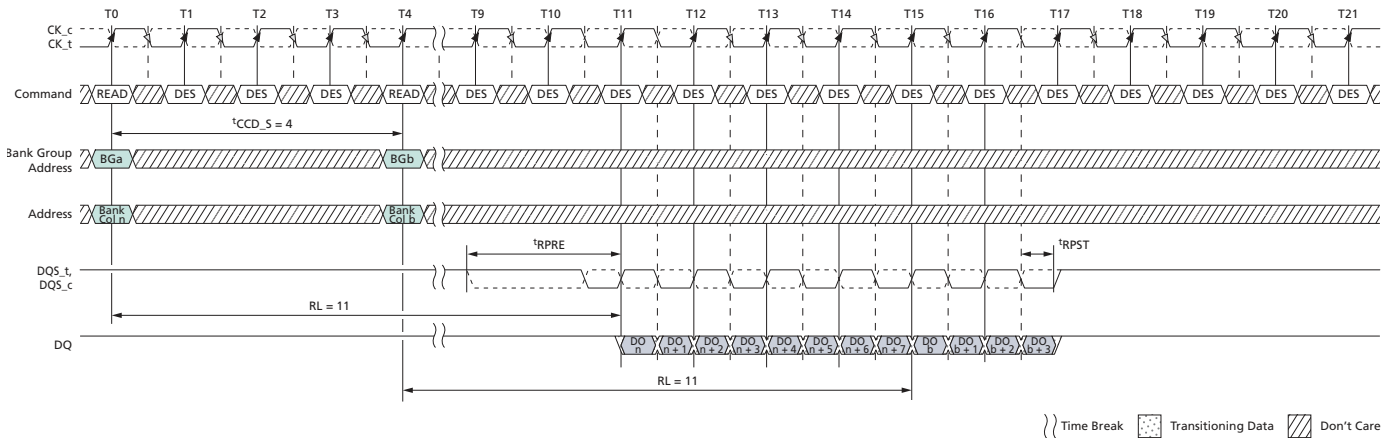 T0 T1 T2 T3 T4 T9 T10 T11 T12 T13 T14 T15 T16 T17 T18 T19 T20 T21
CK_c
CK_t
Command READ DES DES DES READ DES DES DES DES DES DES DES DES DES DES DES DES DES
tCCD_S = 4
Bank Group
Address
BGa BGb
Address
Bank
Col n
Bank
Col b
tRPRE tRPST
DQS_t,
DQS_c
RL = 11
DQ
DO
n
DO
n + 1
DO
n + 2
DO
n + 3
DO
n + 4
DO
n + 5
DO
n + 6
DO
n + 7
DO
b
DO
b + 1
DO
b + 2
DO
b + 3
RL = 11
Time Break Transitioning Data Don't Care